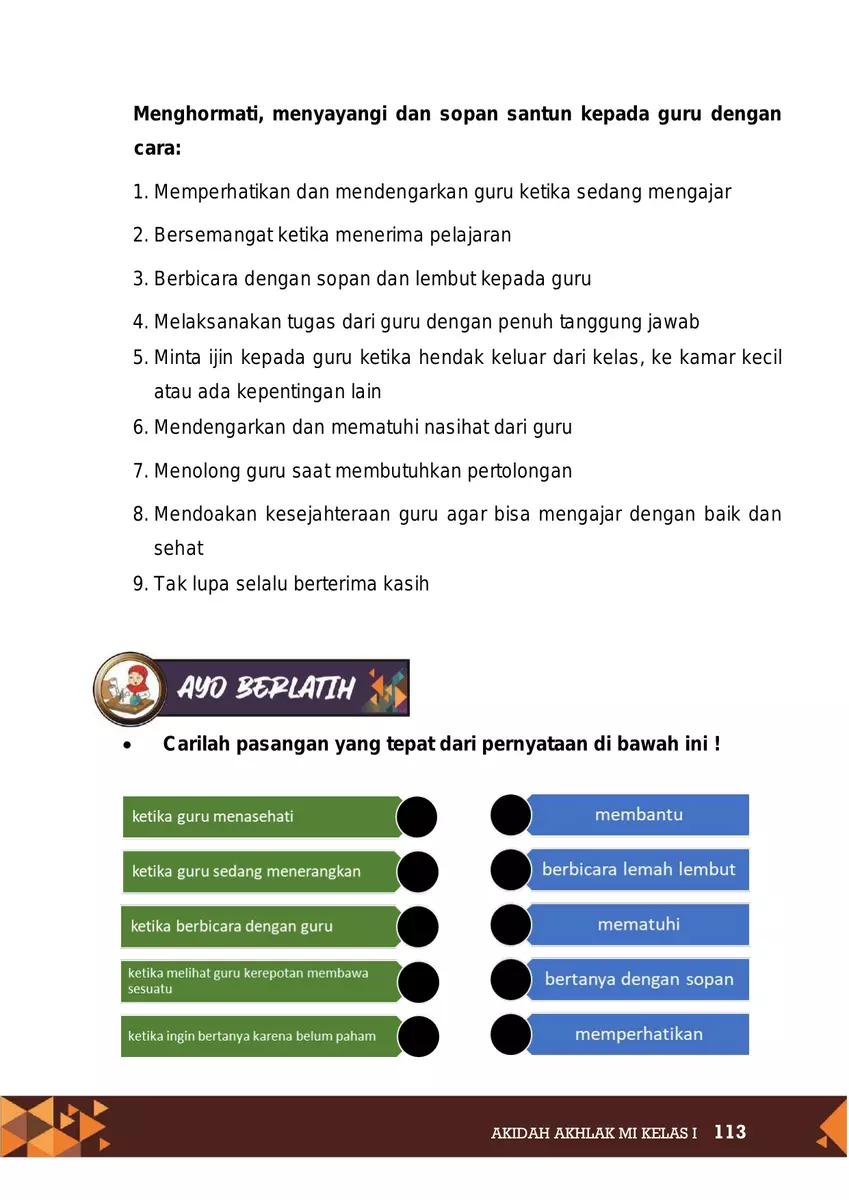 Menghormati, menyayangi dan sopan santun kepada guru dengan
cara:
1. Memperhatikan dan mendengarkan guru ketika sedang mengajar
2. Bersemangat ketika menerima pelajaran
3. Berbicara dengan sopan dan lembut kepada guru
4. Melaksanakan tugas dari guru dengan penuh tanggung jawab
5. Minta ijin kepada guru ketika hendak keluar dari kelas, ke kamar kecil
atau ada kepentingan lain
6. Mendengarkan dan mematuhi nasihat dari guru
7. Menolong guru saat membutuhkan pertolongan
8. Mendoakan kesejahteraan guru agar bisa mengajar dengan baik dan
sehat
9. Tak lupa selalu berterima kasih
AYO BERLATIH
• Carilah pasangan yang tepat dari pernyataan di bawah ini !
ketika guru menasehati
membantu
ketika guru sedang menerangkan
berbicara lemah lembut
ketika berbicara dengan guru
mematuhi
ketika melihat guru kerepotan membawa
sesuatu
bertanya dengan sopan
ketika ingin bertanya karena belum paham
memperhatikan
AKIDAH AKHLAK MI KELAS I 113